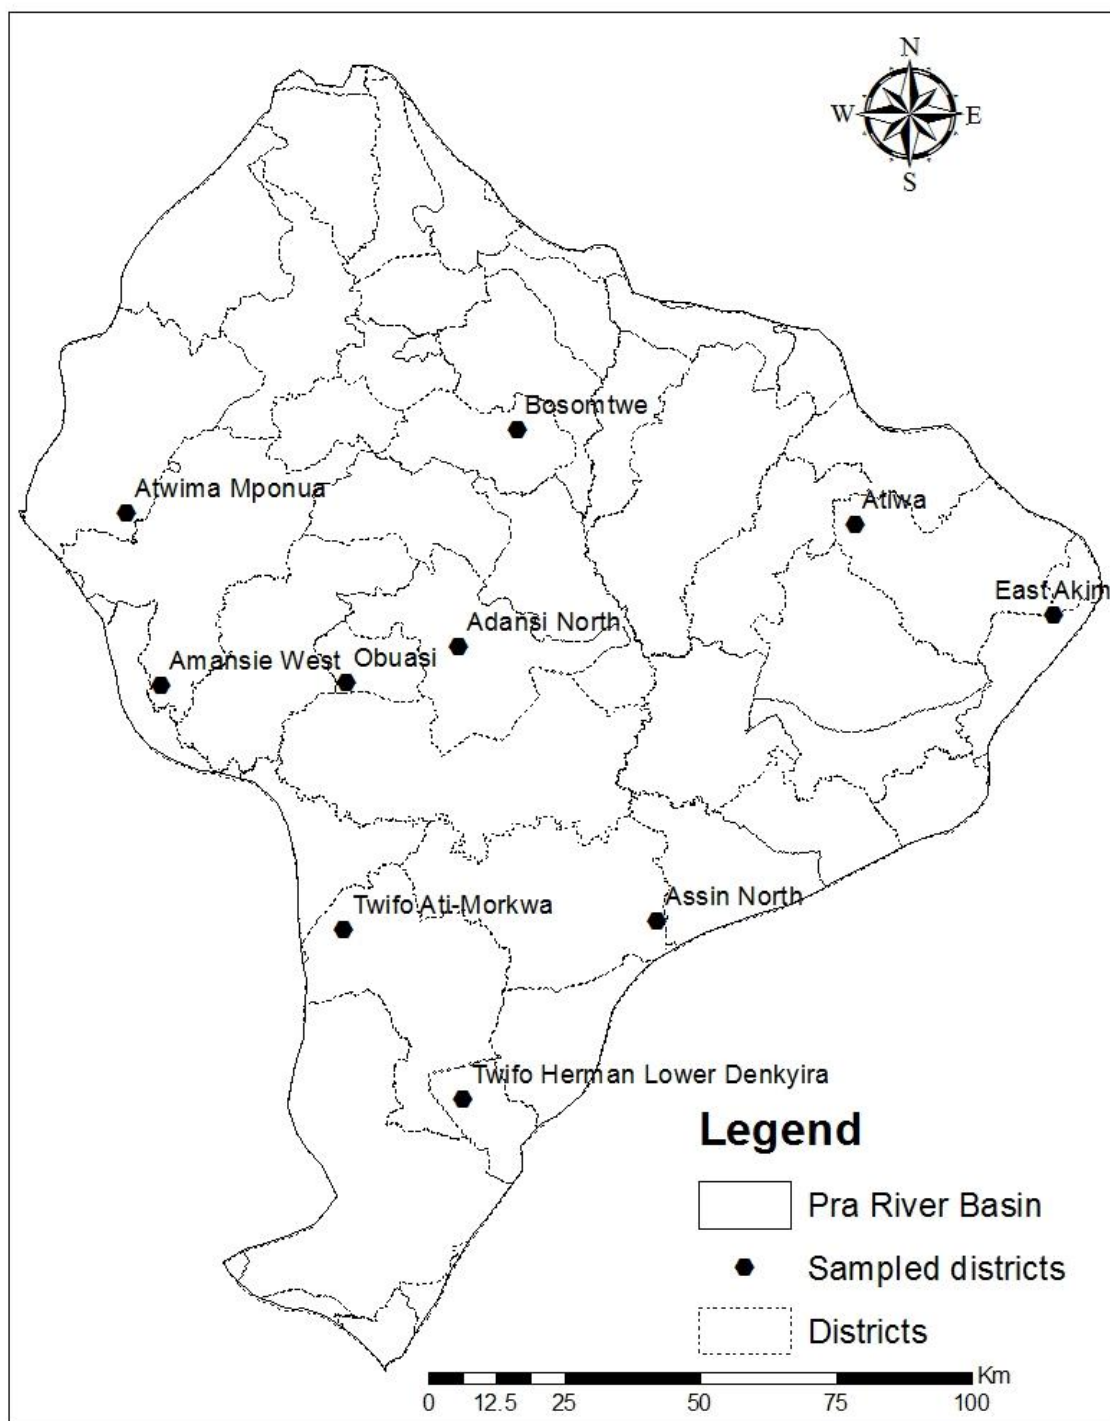 N
W
E
S
Bosomtwe
Atwima Mponua
Atiwa
East Akim
Adansi North
Amansie West
Obuasi
Twifo Ati-Morkwa
Assin North
Twifo Herman Lower Denkyira
Legend
Pra River Basin
Sampled districts
Districts
Km
0 12.5 25 50 75 100